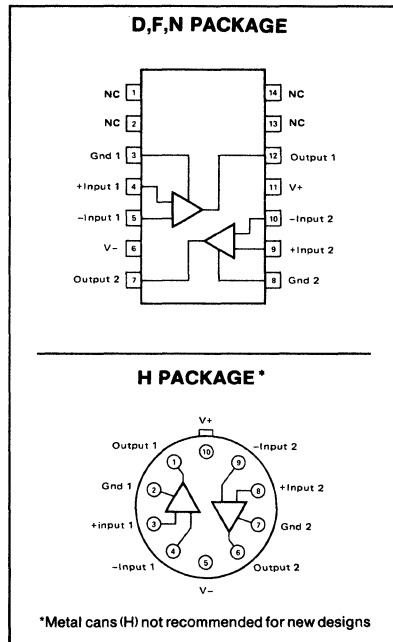 D,F,N PACKAGE
NC 1 14 NC
NC 2 13 NC
Gnd 1 3 12 Output 1
+Input 1 4 11 V+
-Input 1 5 10 -Input 2
V- 6 9 +Input 2
Output 2 7 8 Gnd 2
H PACKAGE*
V+
Output 1 1 10 9 -Input 2
Gnd 1 2 8 +Input 2
+input 1 3 7 Gnd 2
-Input 1 4 5 6 Output 2
V-
*Metal cans (H) not recommended for new designs